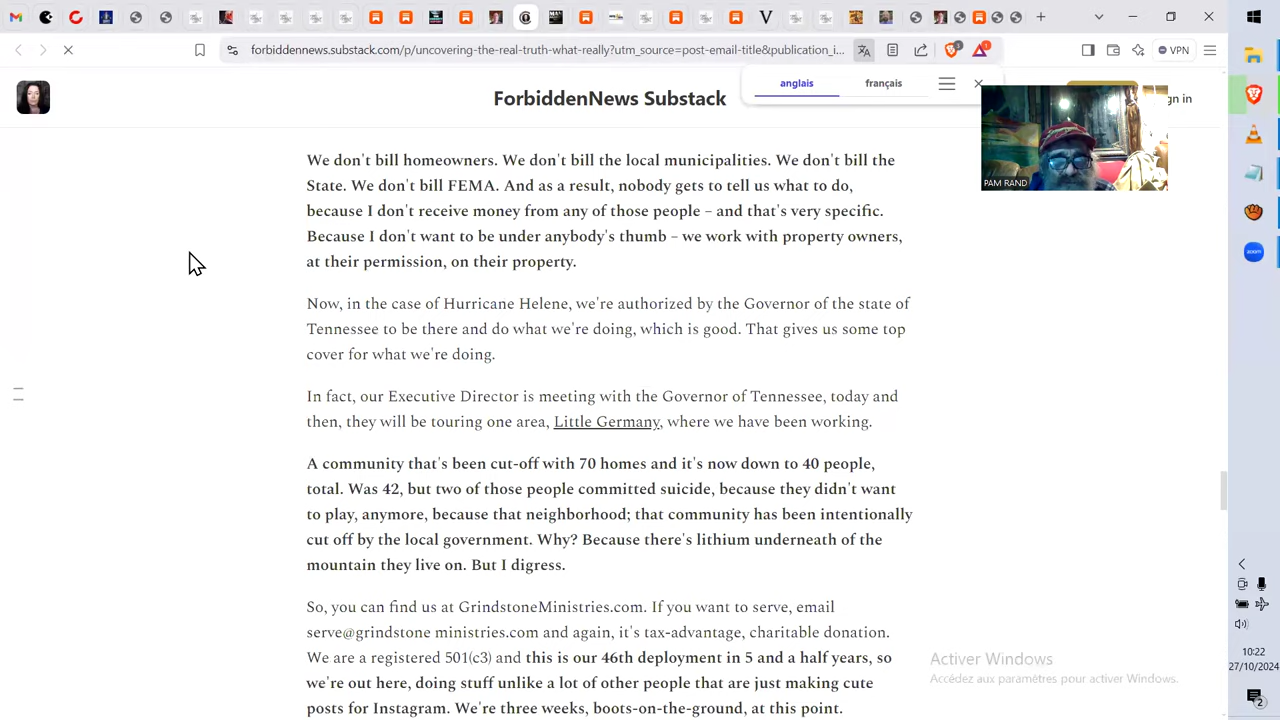 forbiddennews.substack.com/p/uncovering-the-real-truth-what-really?utm_source=post-email-title&publication_i...
VPN
anglais
français
ForbiddenNews Substack
gn in
PAM RAND
We don't bill homeowners. We don't bill the local municipalities. We don't bill the
State. We don't bill FEMA. And as a result, nobody gets to tell us what to do,
because I don't receive money from any of those people – and that's very specific.
Because I don't want to be under anybody's thumb – we work with property owners,
at their permission, on their property.
Now, in the case of Hurricane Helene, we're authorized by the Governor of the state of
Tennessee to be there and do what we're doing, which is good. That gives us some top
cover for what we're doing.
In fact, our Executive Director is meeting with the Governor of Tennessee, today and
then, they will be touring one area, Little Germany, where we have been working.
A community that's been cut-off with 70 homes and it's now down to 40 people,
total. Was 42, but two of those people committed suicide, because they didn't want
to play, anymore, because that neighborhood; that community has been intentionally
cut off by the local government. Why? Because there's lithium underneath of the
mountain they live on. But I digress.
So, you can find us at GrindstoneMinistries.com. If you want to serve, email
serve@grindstone ministries.com and again, it's tax-advantage, charitable donation.
We are a registered 501(c3) and this is our 46th deployment in 5 and a half years, so
we're out here, doing stuff unlike a lot of other people that are just making cute
posts for Instagram. We're three weeks, boots-on-the-ground, at this point.
Activer Windows
Accédez aux paramètres pour activer Windows.
zoom
10:22
27/10/2024
2